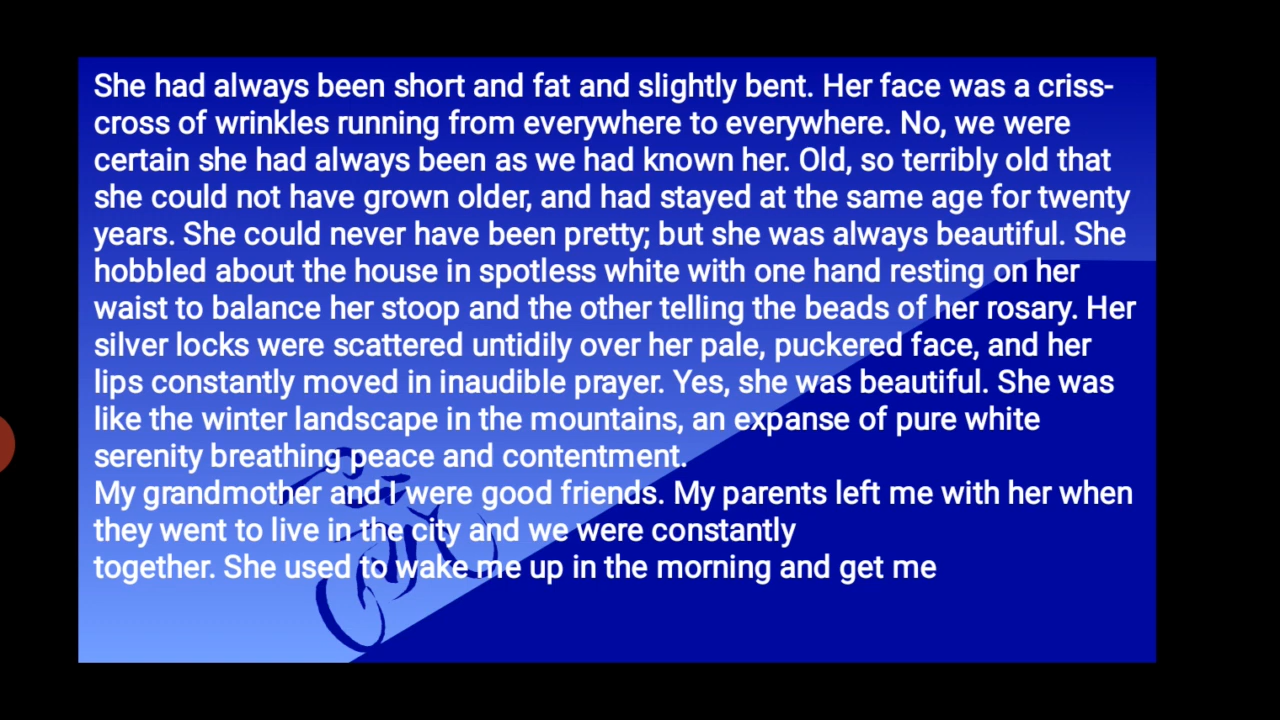 She had always been short and fat and slightly bent. Her face was a criss-
cross of wrinkles running from everywhere to everywhere. No, we were
certain she had always been as we had known her. Old, so terribly old that
she could not have grown older, and had stayed at the same age for twenty
years. She could never have been pretty; but she was always beautiful. She
hobbled about the house in spotless white with one hand resting on her
waist to balance her stoop and the other telling the beads of her rosary. Her
silver locks were scattered untidily over her pale, puckered face, and her
lips constantly moved in inaudible prayer. Yes, she was beautiful. She was
like the winter landscape in the mountains, an expanse of pure white
serenity breathing peace and contentment.
My grandmother and I were good friends. My parents left me with her when
they went to live in the city and we were constantly
together. She used to wake me up in the morning and get me